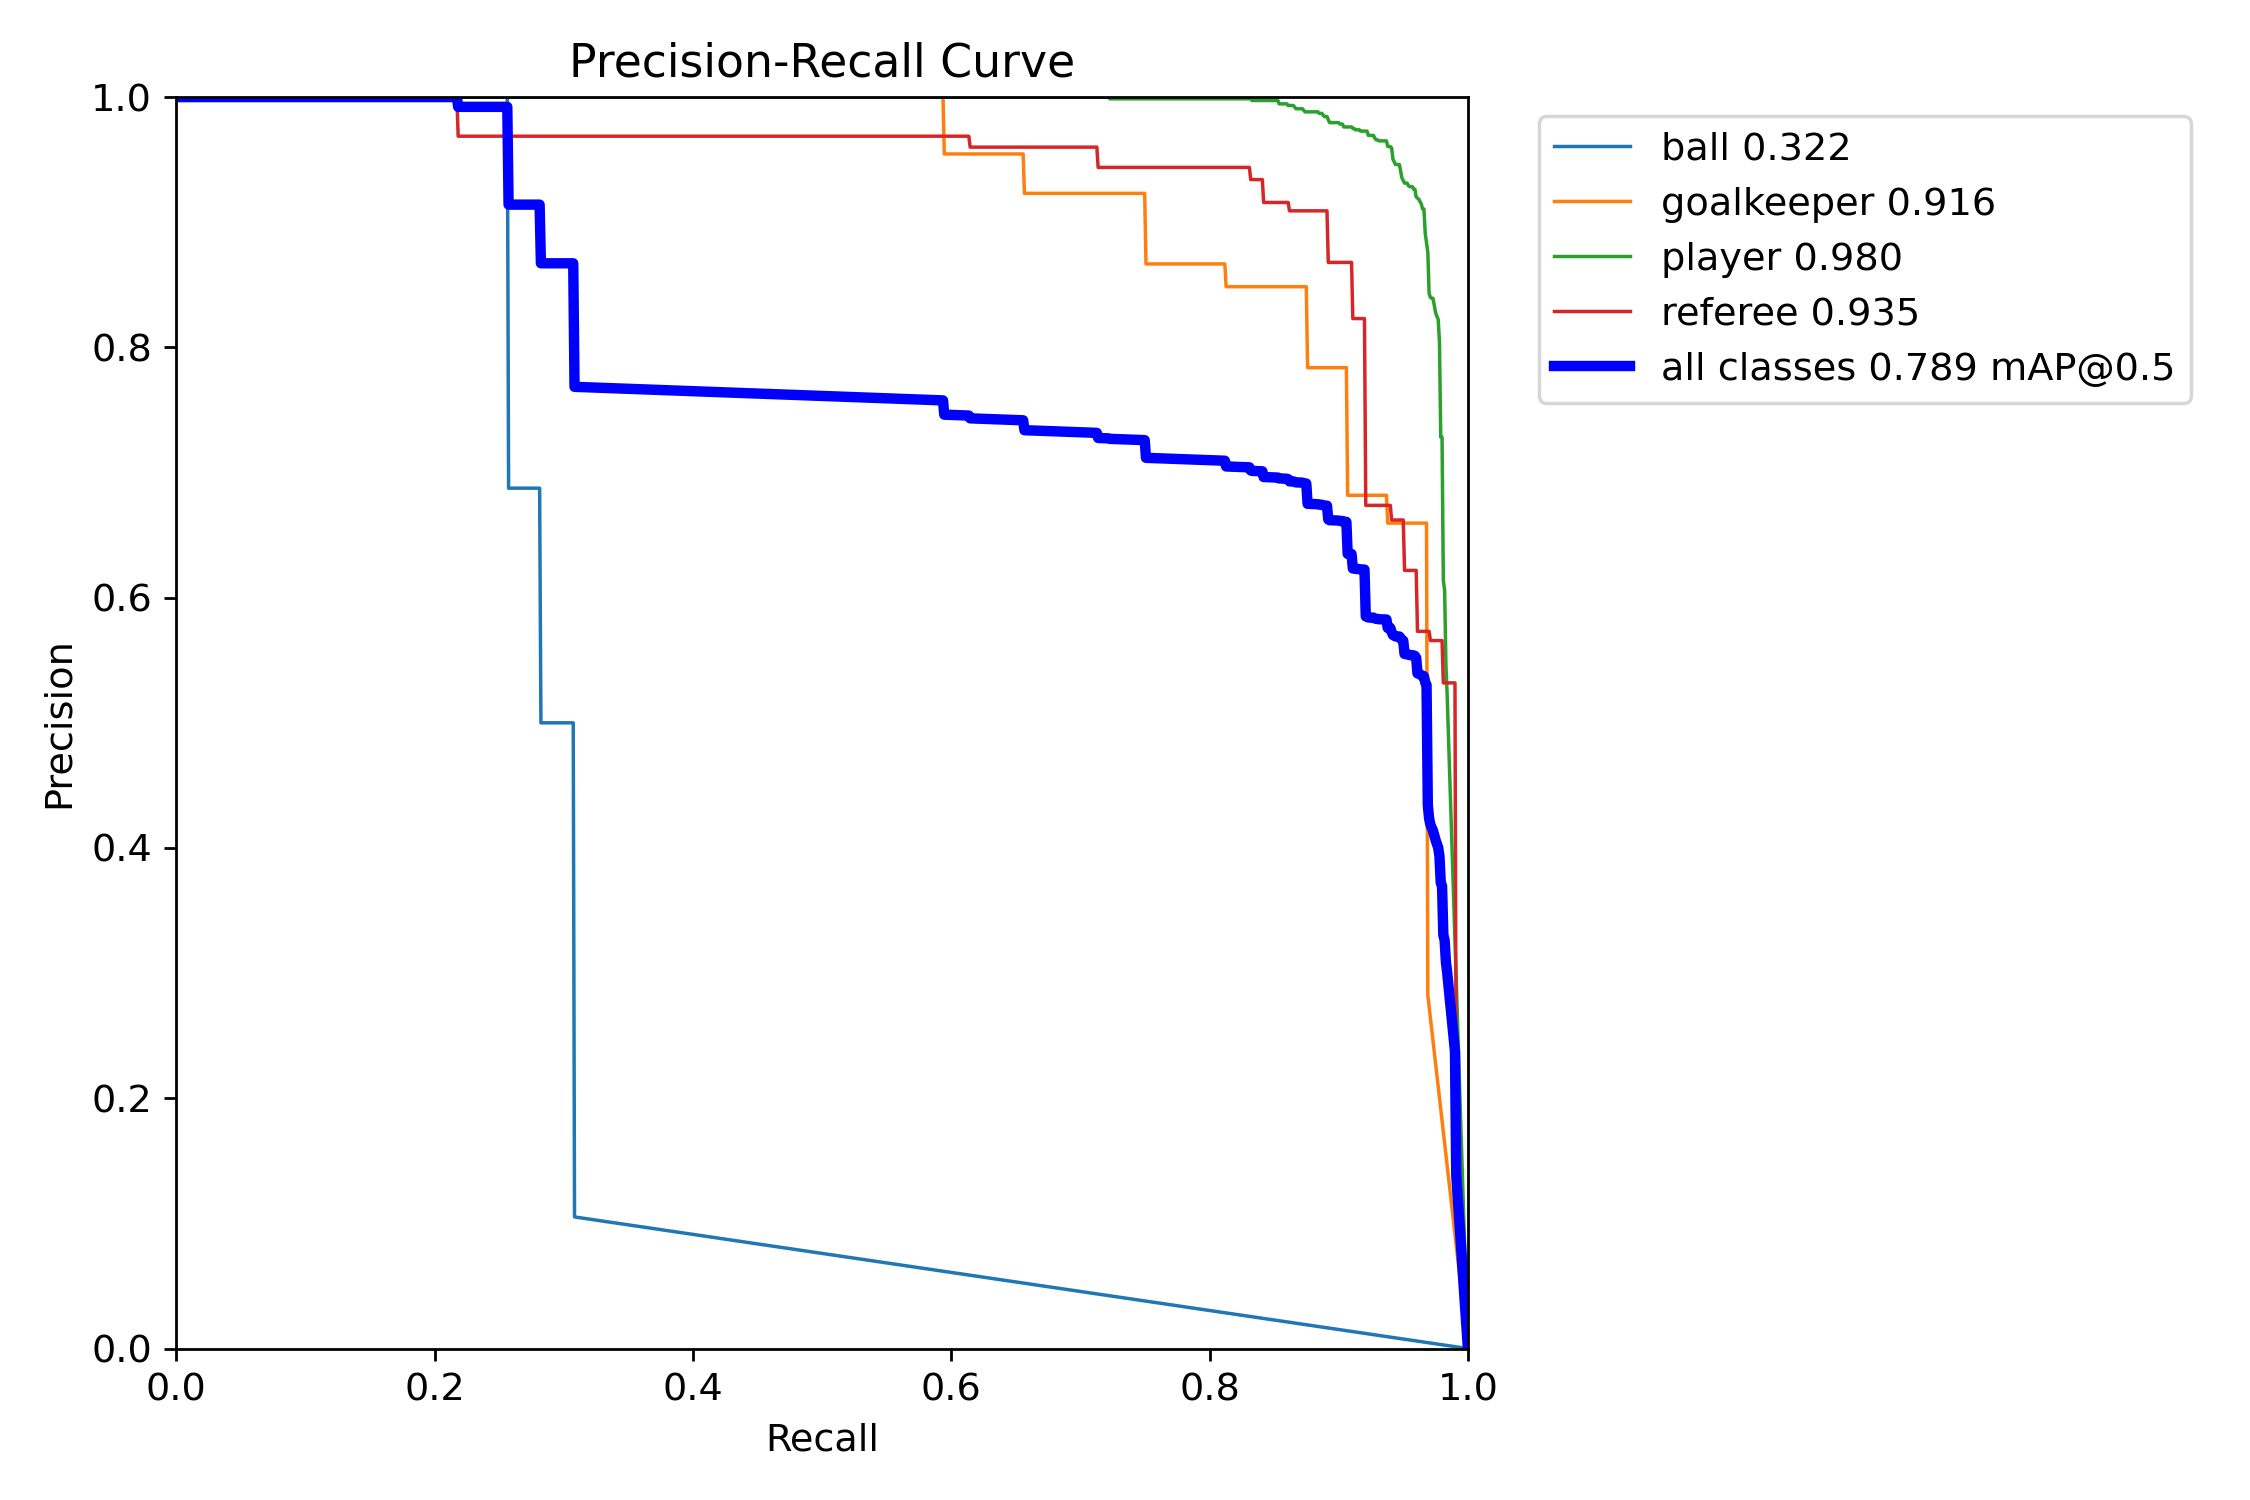 Precision-Recall Curve
1.0
0.8
0.6
0.4
0.2
0.0
Precision
0.0 0.2 0.4 0.6 0.8 1.0
Recall
ball 0.322
goalkeeper 0.916
player 0.980
referee 0.935
all classes 0.789 mAP@0.5